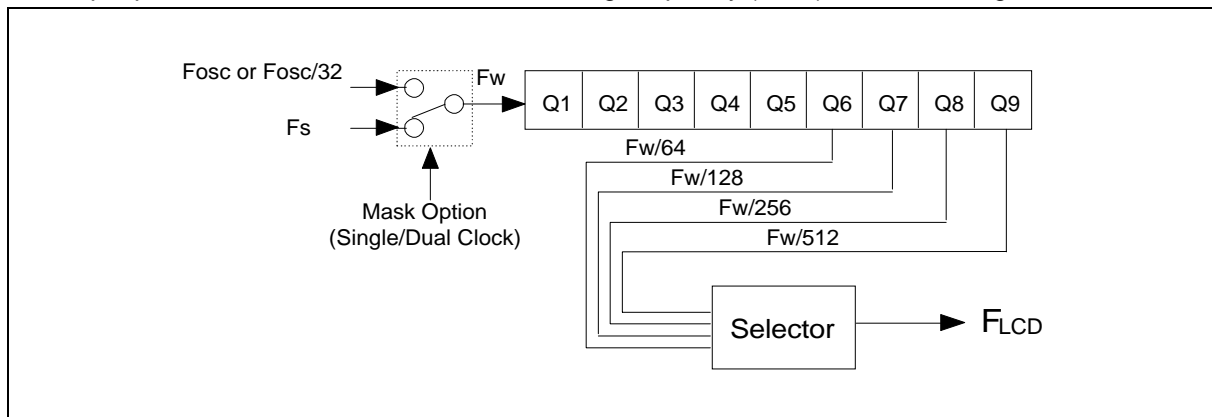 Fosc or Fosc/32
Fw
Q1 Q2 Q3 Q4 Q5 Q6 Q7 Q8 Q9
Fs
Fw/64
Fw/128
Mask Option
Fw/256
(Single/Dual Clock)
Fw/512
Selector
FLCD